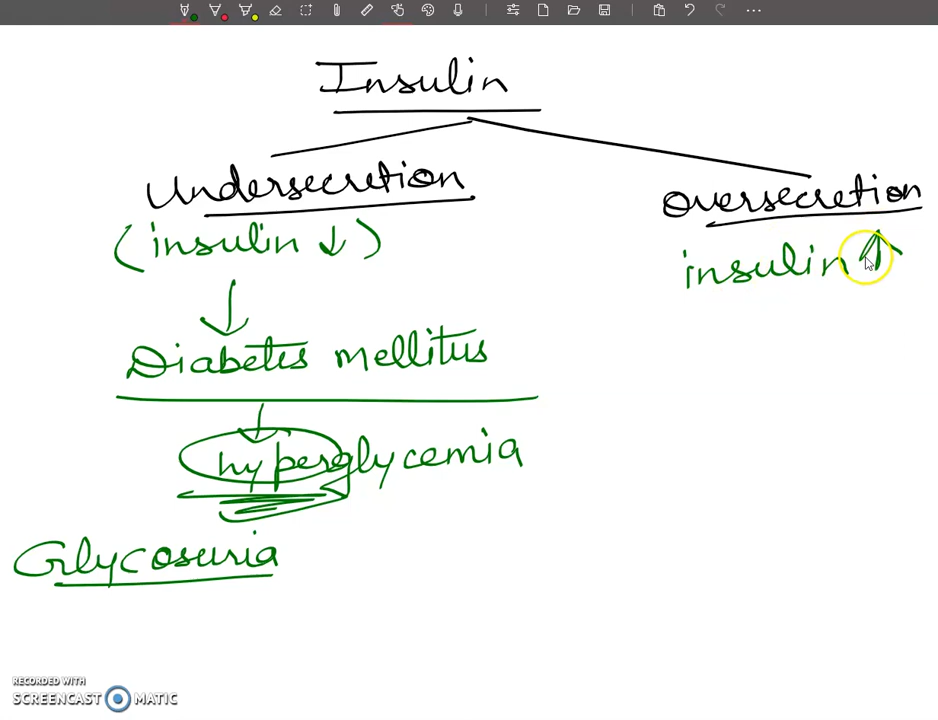 Insulin
Undersecretion
Oversecretion
(insulin ↓)
insulin ↑
↓
Diabetes mellitus
↓
hyperglycemia
Glycosuria
RECORDED WITH
SCREENCAST MATIC